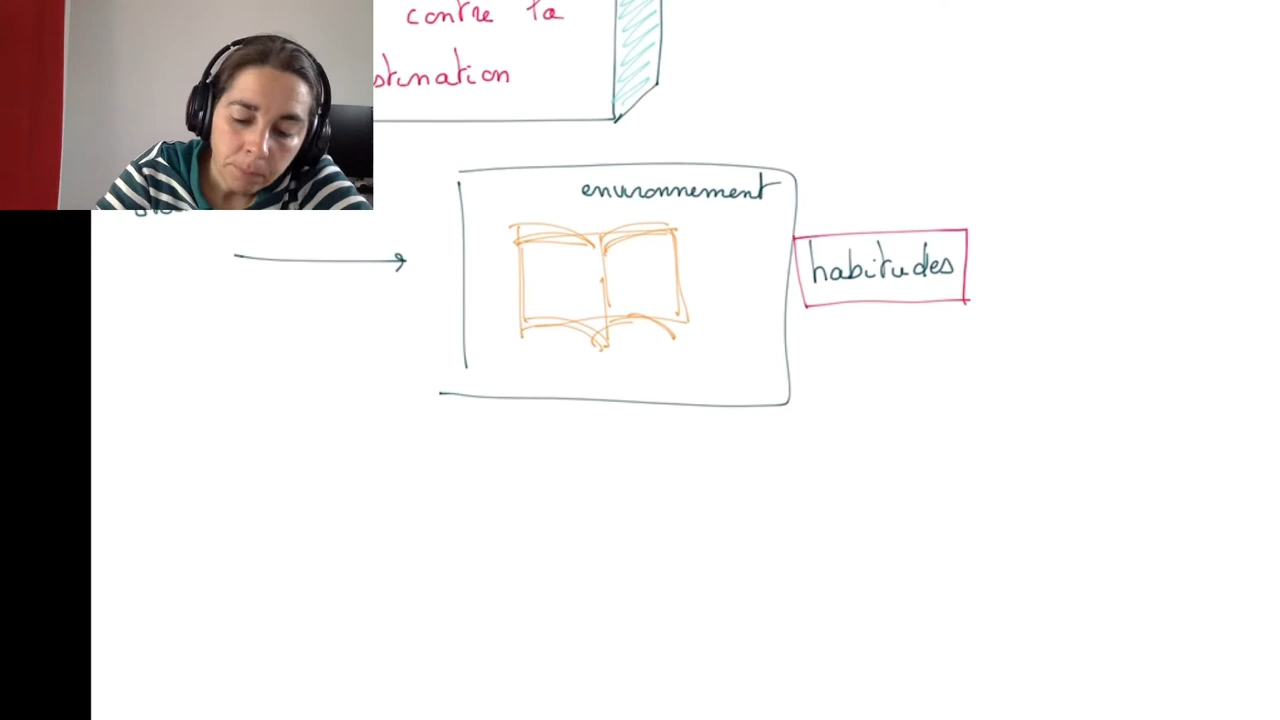 contre la
stination
environnement
habitudes